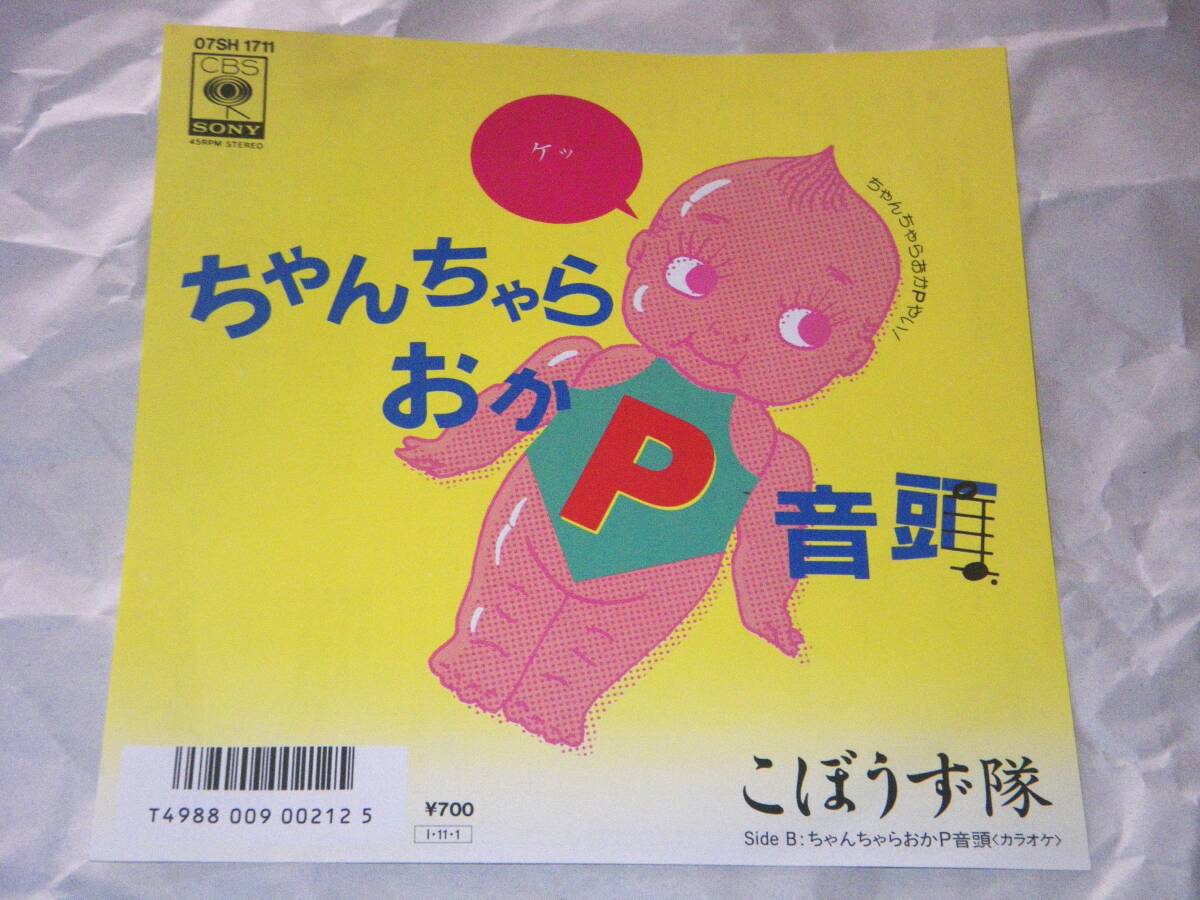 07SH 1711
CBS
SONY
45RPM STEREO
ケッ
ちゃんちゃらおかPやい!
ちゃんちゃら
おかP
音頭
こぼうず隊
Side B:ちゃんちゃらおかP音頭〈カラオケ〉
¥700
I・11・1
T4988 009 00212 5